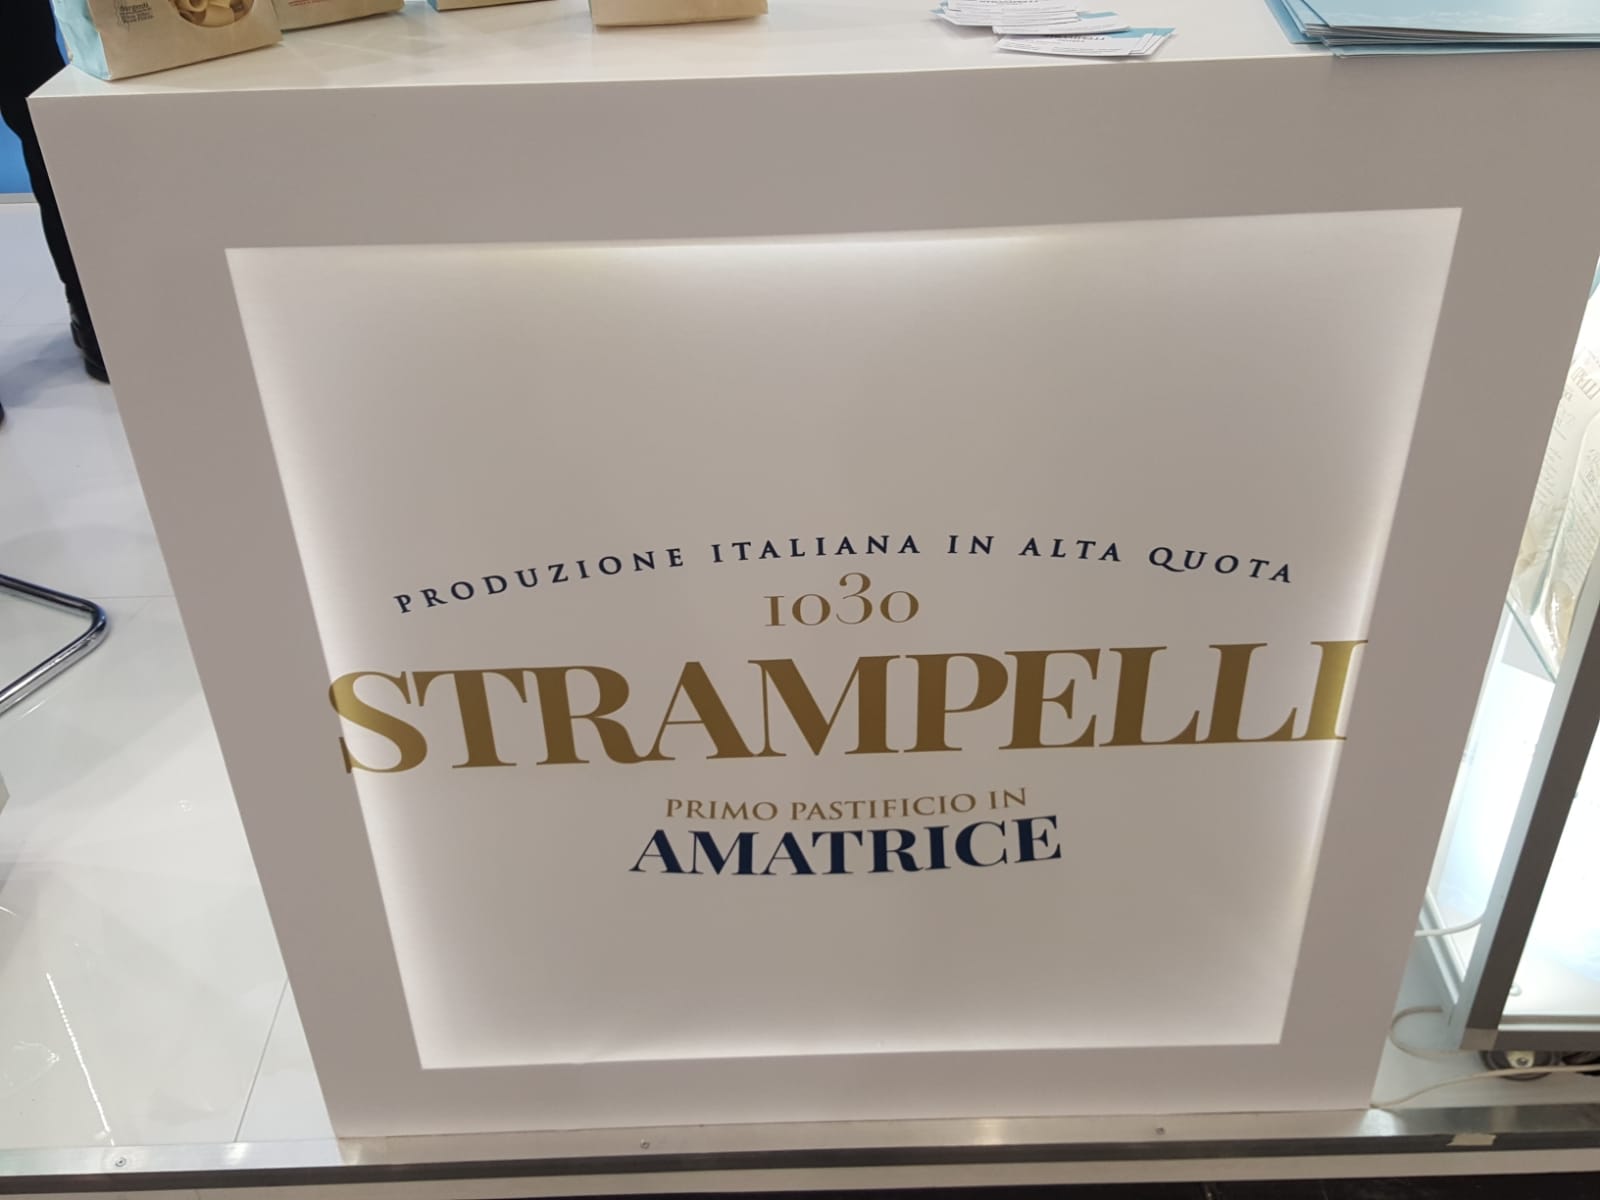 PRODUZIONE ITALIANA IN ALTA QUOTA
1030
STRAMPELLI
PRIMO PASTIFICIO IN
AMATRICE